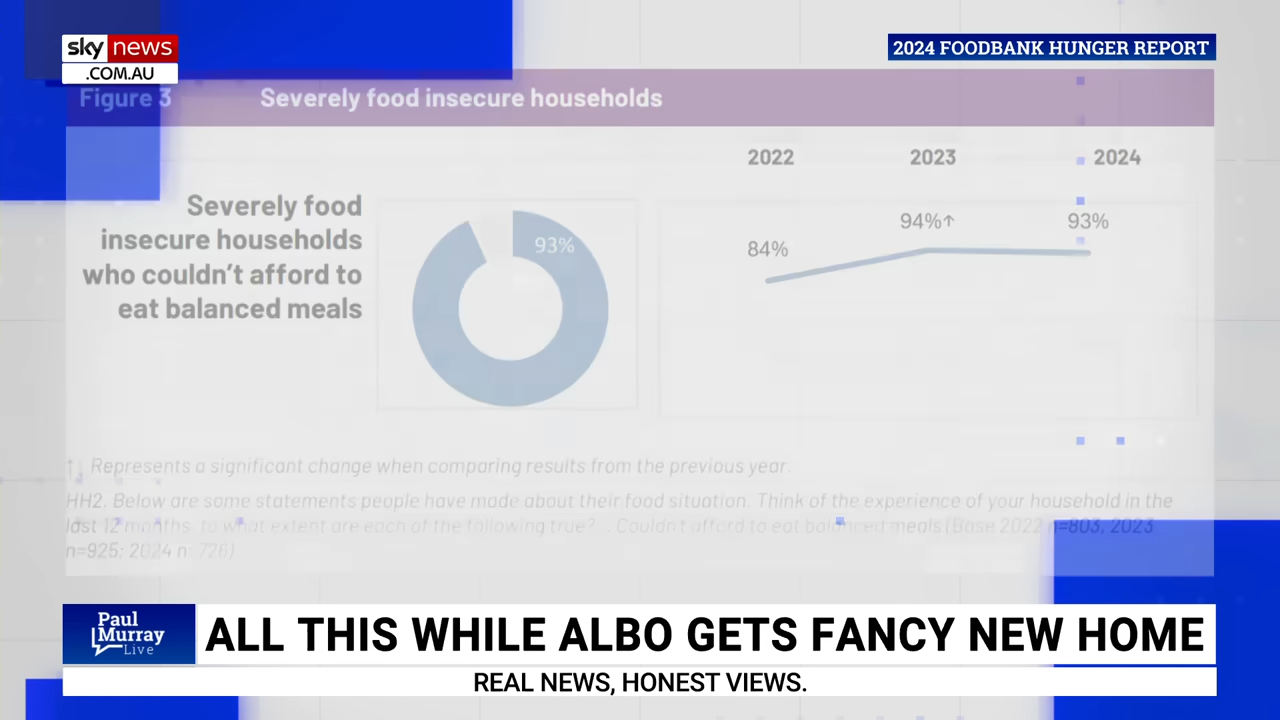 sky news
.COM.AU
2024 FOODBANK HUNGER REPORT
Figure 3 Severely food insecure households
2022 2023 2024
Severely food
insecure households
who couldn't afford to
eat balanced meals
93%
84%
94%↑
93%
↑↓ Represents a significant change when comparing results from the previous year.
HH2. Below are some statements people have made about their food situation. Think of the experience of your household in the
last 12 months, to what extent are each of the following true? . . Couldn't afford to eat balanced meals (Base 2022 n=803, 2023
n=925; 2024 n: 726)
Paul
Murray
Live
ALL THIS WHILE ALBO GETS FANCY NEW HOME
REAL NEWS, HONEST VIEWS.